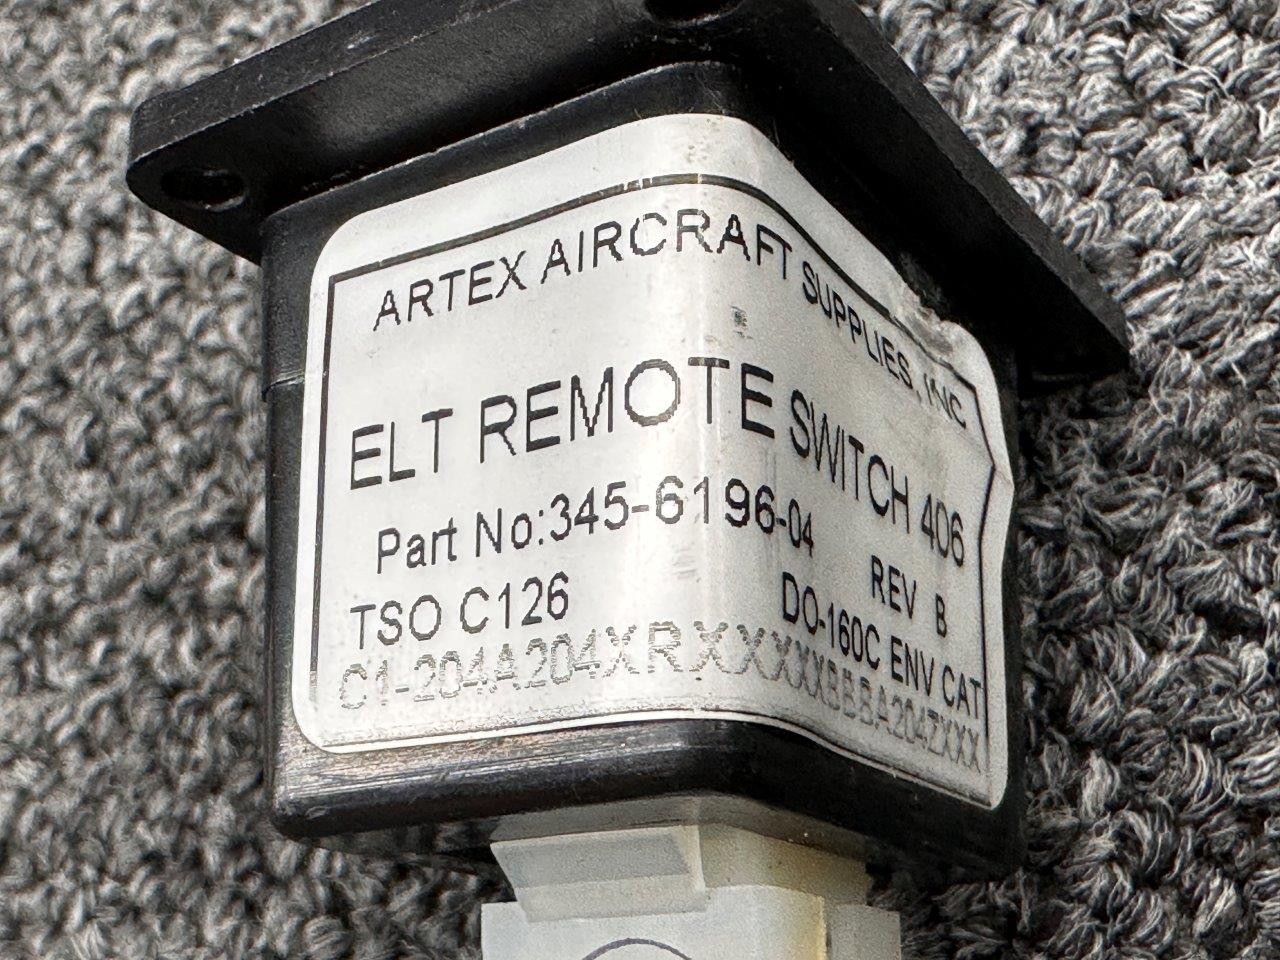 ARTEX AIRCRAFT SUPPLIES, INC
ELT REMOTE SWITCH 406
Part No:345-6196-04 REV B
TSO C126 DO-160C ENV CAT
C1-204A204XRXXXXXXBBBA204ZXXX